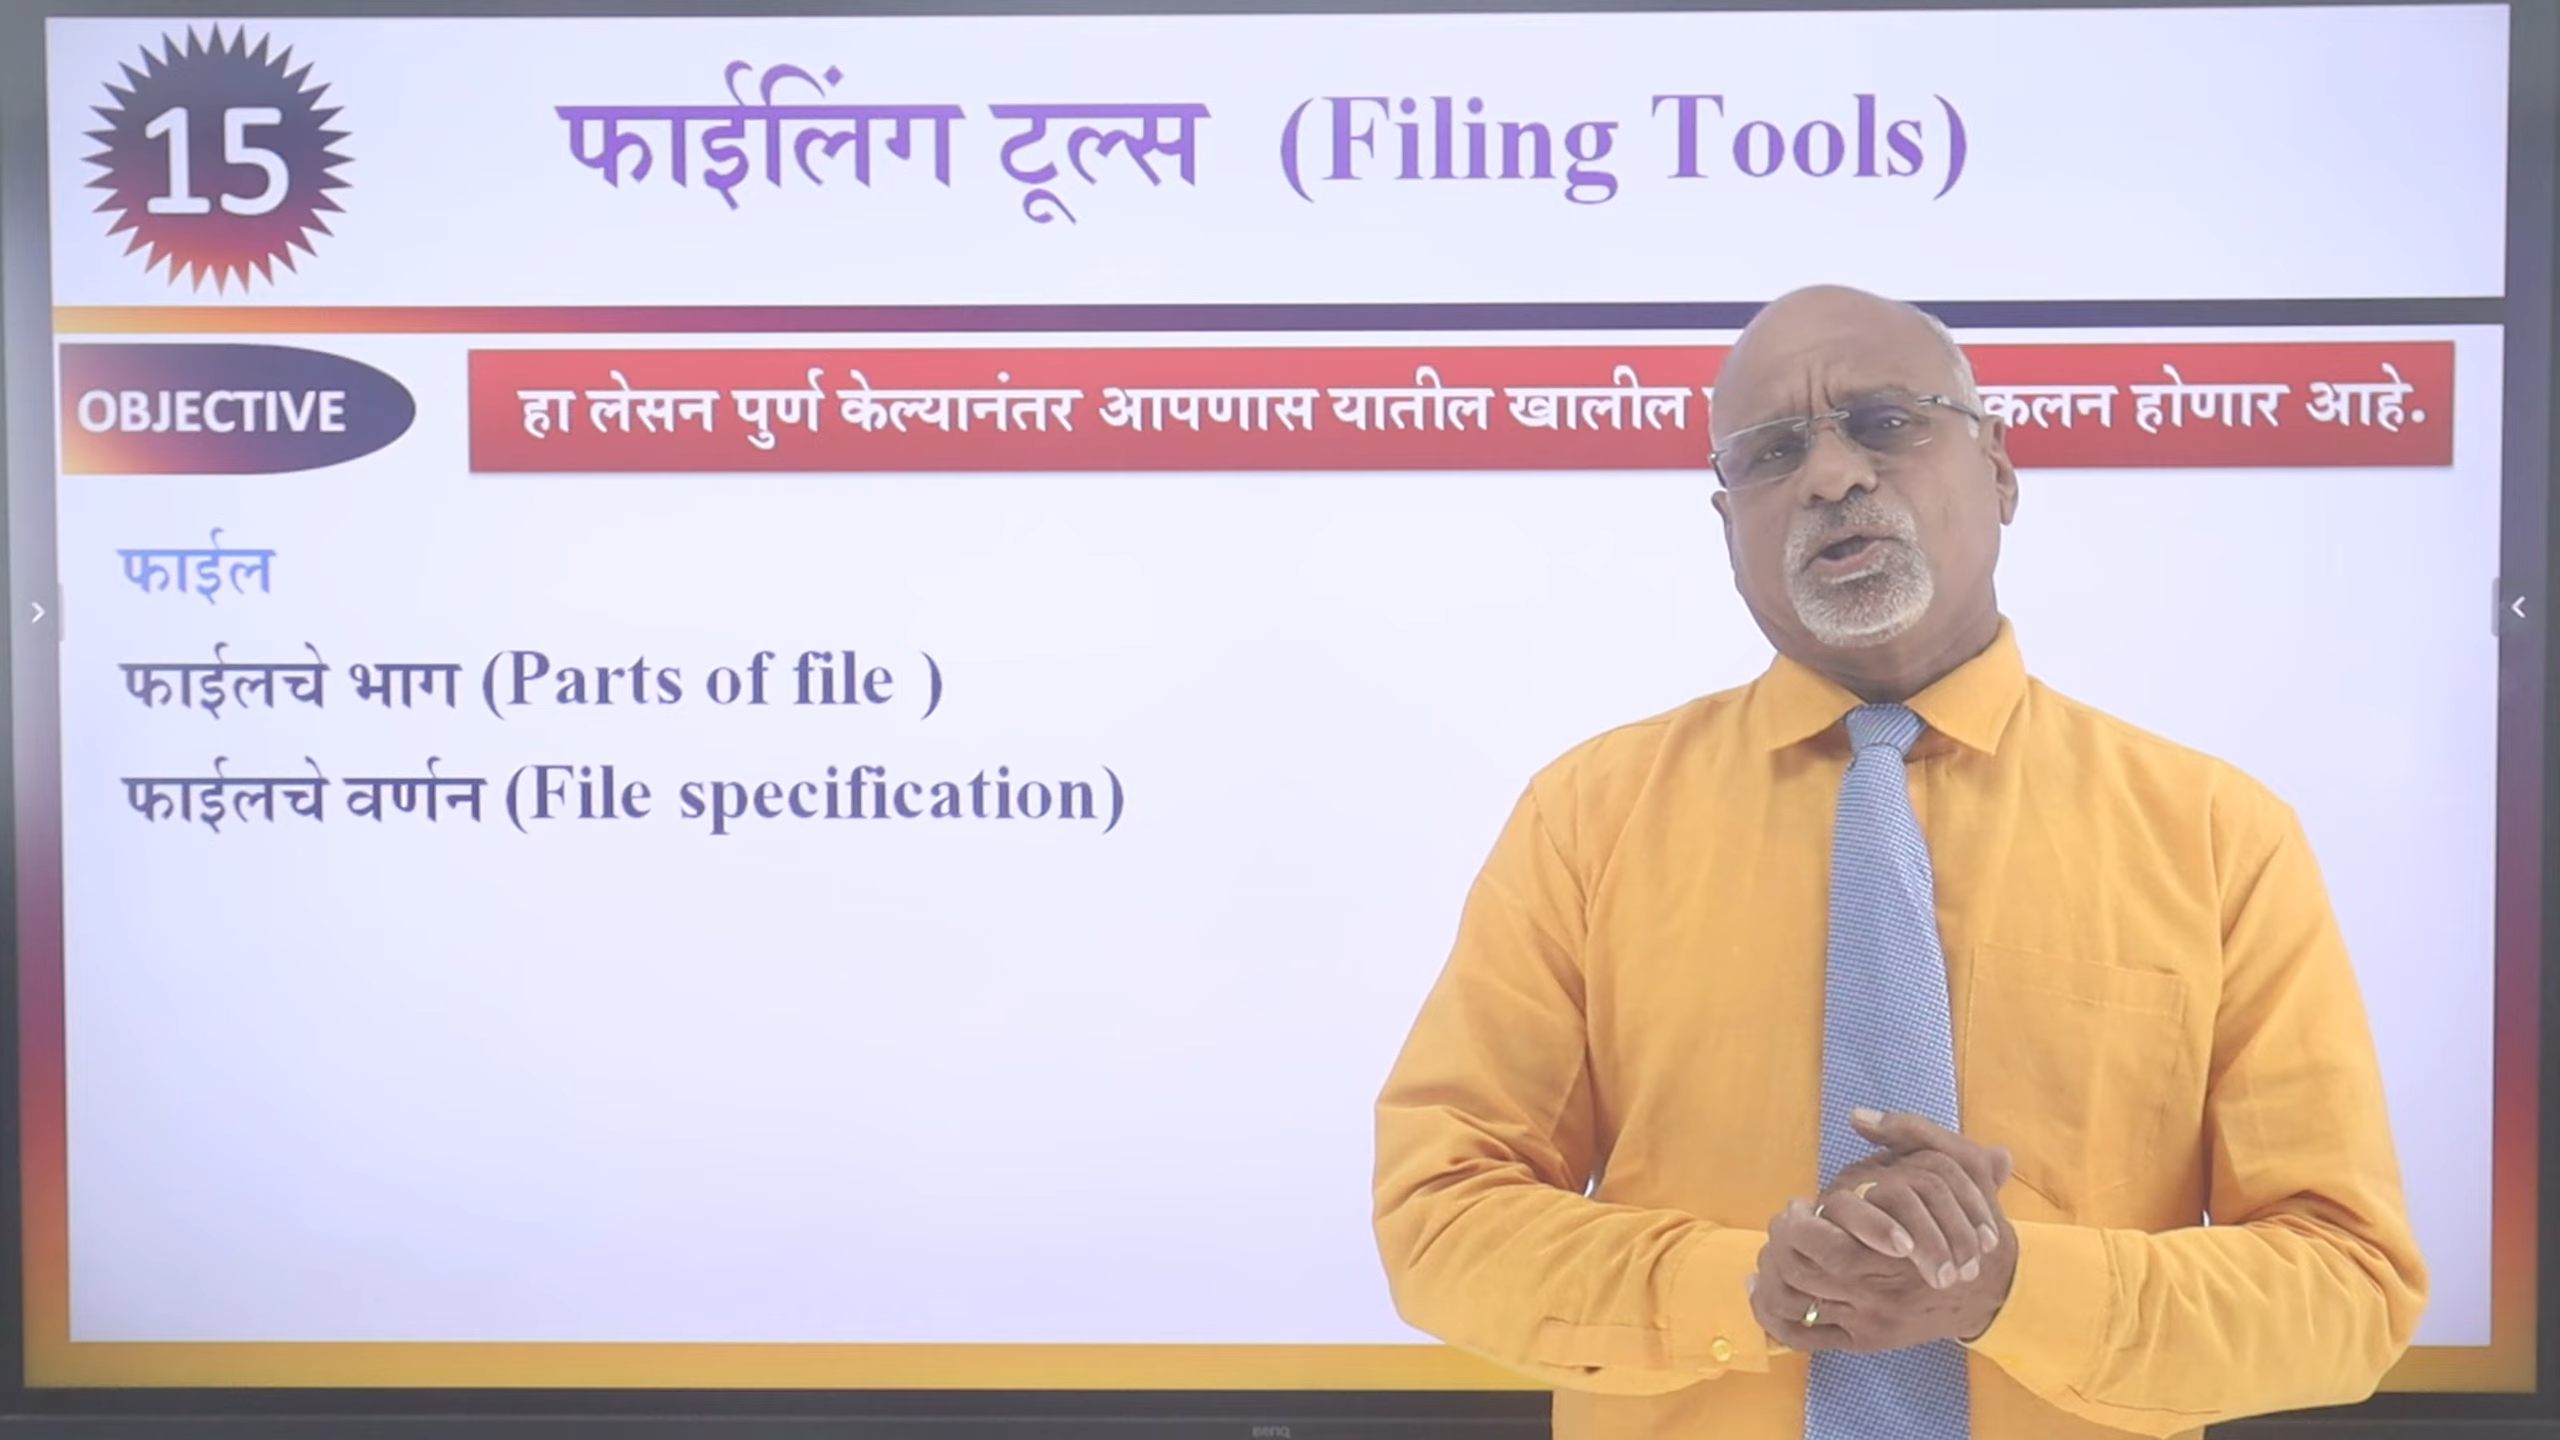 15
फाईलिंग टूल्स (Filing Tools)
OBJECTIVE
हा लेसन पुर्ण केल्यानंतर आपणास यातील खालील होणार आहे.
फाईल
फाईलचे भाग (Parts of file )
फाईलचे वर्णन (File specification)